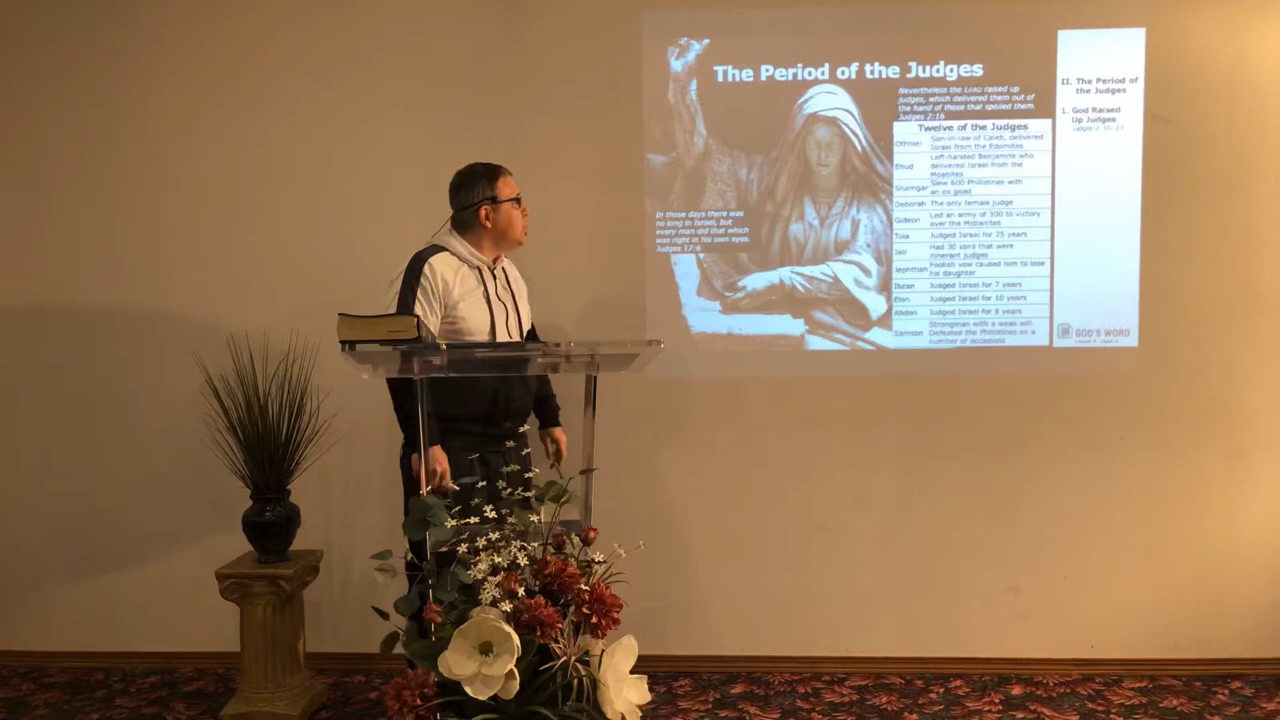 The Period of the Judges
Nevertheless the LORD raised up
judges, which delivered them out of
the hand of those that spoiled them.
Judges 2:16
In those days there was
no king in Israel, but
every man did that which
was right in his own eyes.
Judges 17:6
Twelve of the Judges
Othniel Son-in-law of Caleb, delivered
Israel from the Edomites
Ehud Left-handed Benjamite who
delivered Israel from the
Moabites
Shamgar Slew 600 Philistines with
an ox goad
Deborah The only female judge
Gideon Led an army of 300 to victory
over the Midianites
Tola Judged Israel for 25 years
Jair Had 30 sons that were
itinerant judges
Jephthah Foolish vow caused him to lose
his daughter
Ibzan Judged Israel for 7 years
Elon Judged Israel for 10 years
Abdon Judged Israel for 8 years
Samson Strongman with a weak will.
Defeated the Philistines on a
number of occasions
II. The Period of
the Judges
1. God Raised
Up Judges
Judges 2:16-23
GOD'S WORD